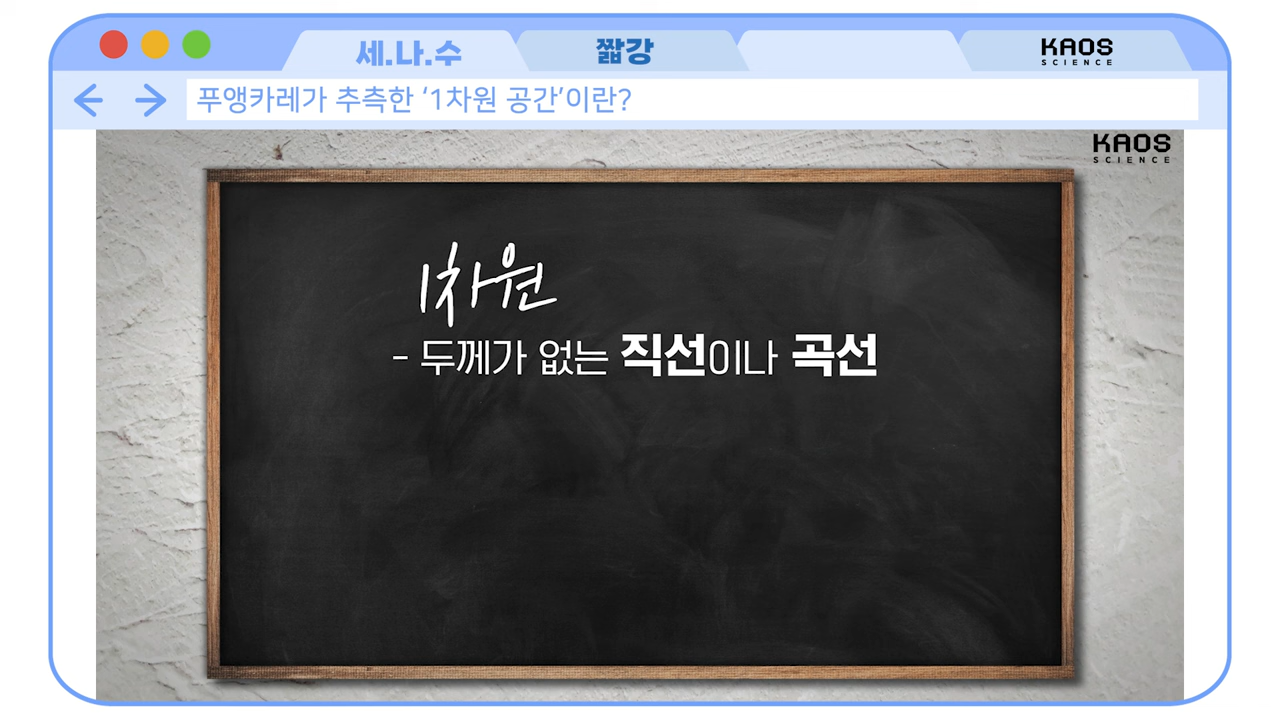 세.나.수
짧강
KAOS
SCIENCE
푸앵카레가 추측한 ‘1차원 공간’이란?
KAOS
SCIENCE
1차원
- 두께가 없는 직선이나 곡선